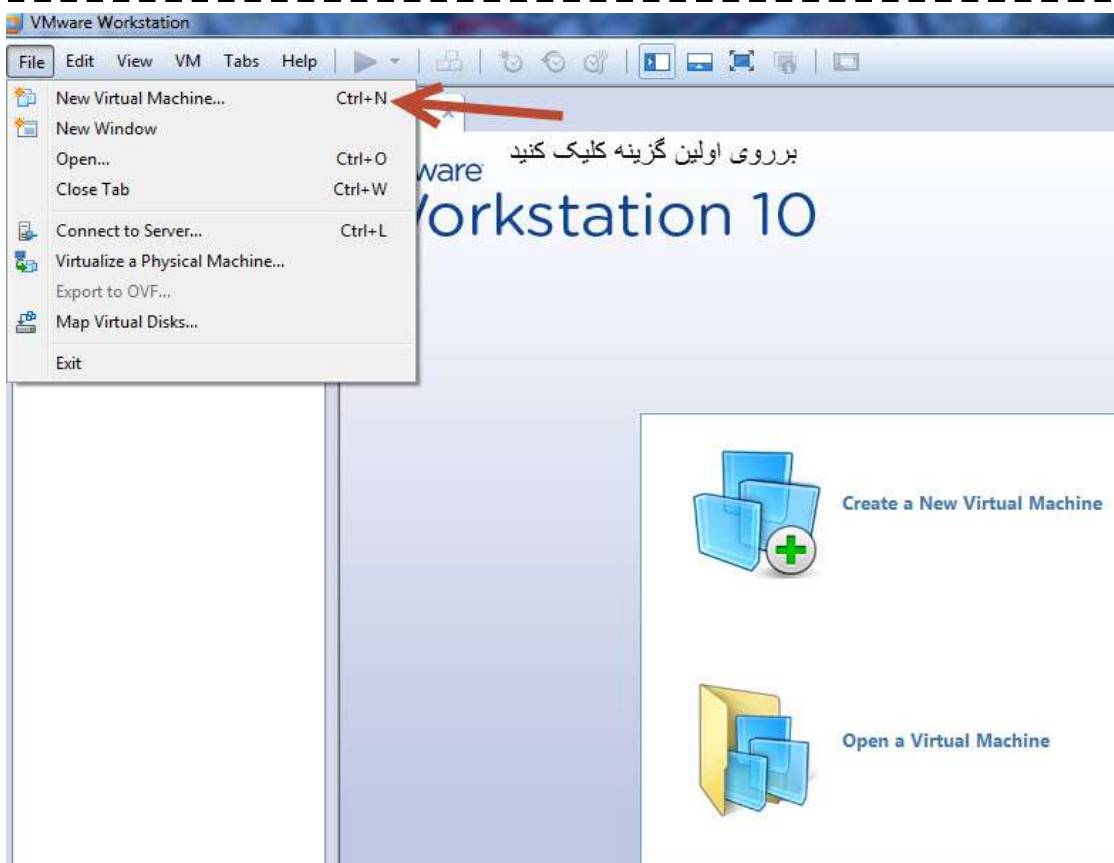 VMware Workstation
File Edit View VM Tabs Help
New Virtual Machine... Ctrl+N
New Window
Open... Ctrl+O
Close Tab Ctrl+W
Connect to Server... Ctrl+L
Virtualize a Physical Machine...
Export to OVF...
Map Virtual Disks...
Exit
برروی اولین گزینه کلیک کنید
ware
orkstation 10
Create a New Virtual Machine
Open a Virtual Machine